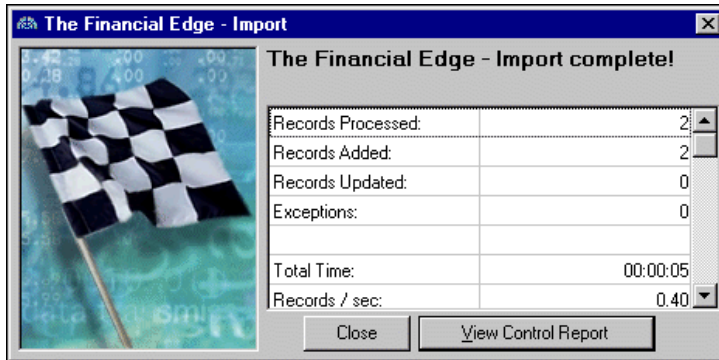 The Financial Edge - Import
The Financial Edge - Import complete!
Records Processed: 2
Records Added: 2
Records Updated: 0
Exceptions: 0
Total Time: 00:00:05
Records / sec: 0.40
Close
View Control Report